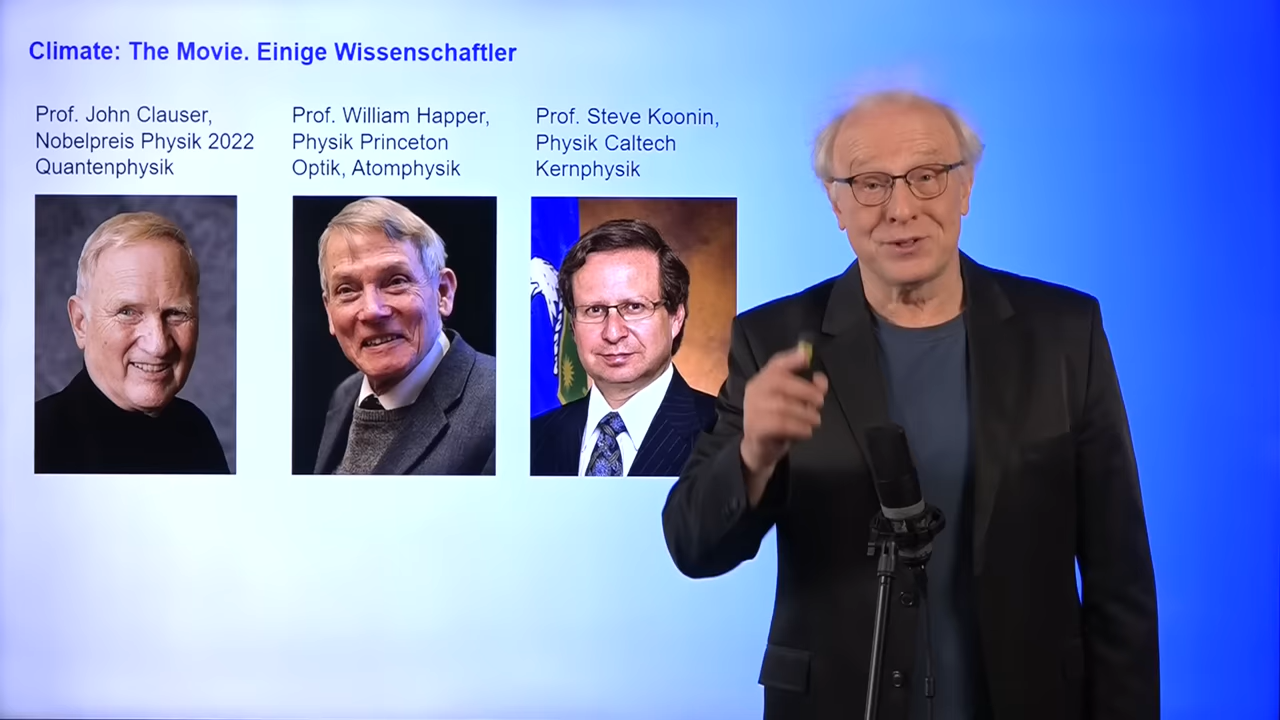 Climate: The Movie. Einige Wissenschaftler
Prof. John Clauser,
Nobelpreis Physik 2022
Quantenphysik
Prof. William Happer,
Physik Princeton
Optik, Atomphysik
Prof. Steve Koonin,
Physik Caltech
Kernphysik